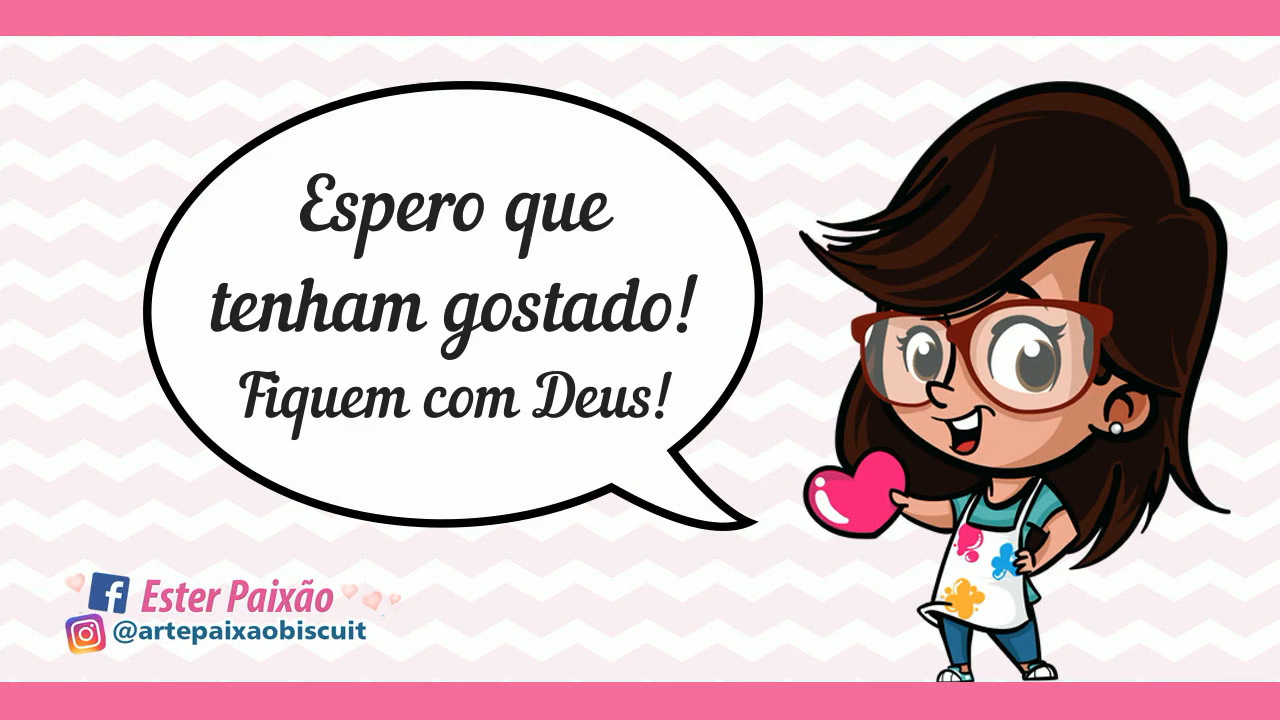 Espero que
tenham gostado!
Fiquem com Deus!
Ester Paixão
@artepaixaobiscuit